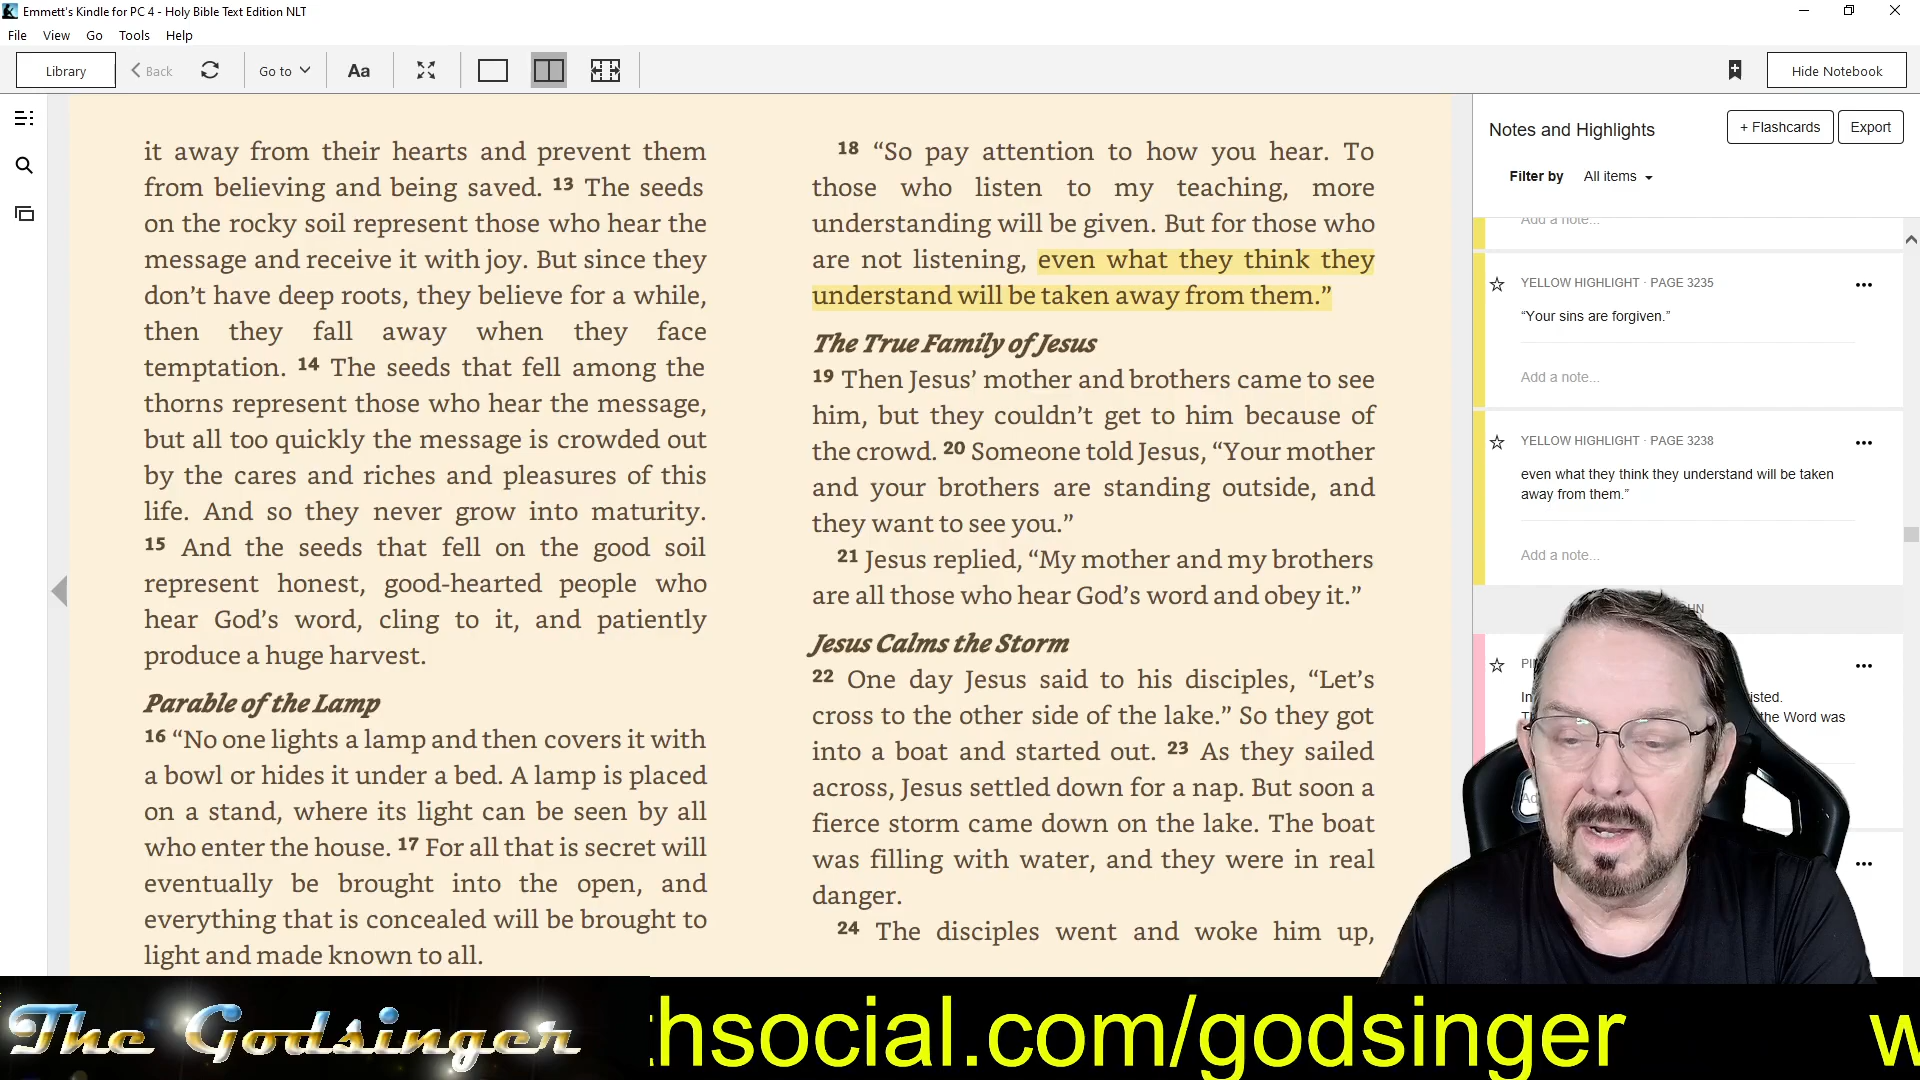 Emmett's Kindle for PC 4 - Holy Bible Text Edition NLT
File View Go Tools Help
Library Back Go to Aa Hide Notebook
it away from their hearts and prevent them
from believing and being saved. 13 The seeds
on the rocky soil represent those who hear the
message and receive it with joy. But since they
don’t have deep roots, they believe for a while,
then they fall away when they face
temptation. 14 The seeds that fell among the
thorns represent those who hear the message,
but all too quickly the message is crowded out
by the cares and riches and pleasures of this
life. And so they never grow into maturity.
15 And the seeds that fell on the good soil
represent honest, good-hearted people who
hear God’s word, cling to it, and patiently
produce a huge harvest.
Parable of the Lamp
16 “No one lights a lamp and then covers it with
a bowl or hides it under a bed. A lamp is placed
on a stand, where its light can be seen by all
who enter the house. 17 For all that is secret will
eventually be brought into the open, and
everything that is concealed will be brought to
light and made known to all.
18 “So pay attention to how you hear. To
those who listen to my teaching, more
understanding will be given. But for those who
are not listening, even what they think they
understand will be taken away from them.”
The True Family of Jesus
19 Then Jesus’ mother and brothers came to see
him, but they couldn’t get to him because of
the crowd. 20 Someone told Jesus, “Your mother
and your brothers are standing outside, and
they want to see you.”
21 Jesus replied, “My mother and my brothers
are all those who hear God’s word and obey it.”
Jesus Calms the Storm
22 One day Jesus said to his disciples, “Let’s
cross to the other side of the lake.” So they got
into a boat and started out. 23 As they sailed
across, Jesus settled down for a nap. But soon a
fierce storm came down on the lake. The boat
was filling with water, and they were in real
danger.
24 The disciples went and woke him up,
Notes and Highlights + Flashcards Export
Filter by All items
Add a note...
YELLOW HIGHLIGHT · PAGE 3235
“Your sins are forgiven.”
Add a note...
YELLOW HIGHLIGHT · PAGE 3238
even what they think they understand will be taken
away from them.”
Add a note...
the Word was
The Godsinger
thsocial.com/godsinger w